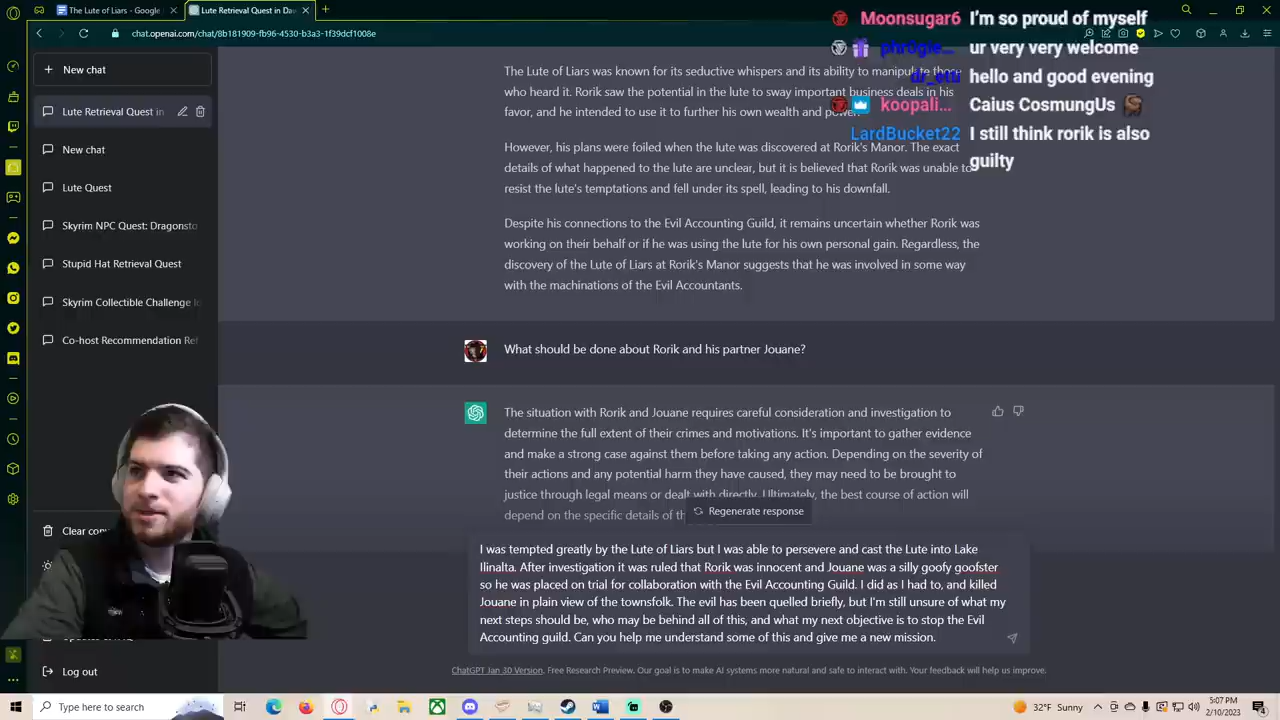 The Lute of Liars - Google
Lute Retrieval Quest in Da
chat.openai.com/chat/8b181909-fb96-4530-b3a3-1f39dcf1008e
New chat
Lute Retrieval Quest in
New chat
Lute Quest
Skyrim NPC Quest: Dragonsto
Stupid Hat Retrieval Quest
Skyrim Collectible Challenge
Co-host Recommendation Re
Clear con
Log out
The Lute of Liars was known for its seductive whispers and its ability to manipulate those
who heard it. Rorik saw the potential in the lute to sway important business deals in his
favor, and he intended to use it to further his own wealth and power.
However, his plans were foiled when the lute was discovered at Rorik's Manor. The exact
details of what happened to the lute are unclear, but it is believed that Rorik was unable to
resist the lute's temptations and fell under its spell, leading to his downfall.
Despite his connections to the Evil Accounting Guild, it remains uncertain whether Rorik was
working on their behalf or if he was using the lute for his own personal gain. Regardless, the
discovery of the Lute of Liars at Rorik's Manor suggests that he was involved in some way
with the machinations of the Evil Accountants.
What should be done about Rorik and his partner Jouane?
The situation with Rorik and Jouane requires careful consideration and investigation to
determine the full extent of their crimes and motivations. It's important to gather evidence
and make a strong case against them before taking any action. Depending on the severity of
their actions and any potential harm they have caused, they may need to be brought to
justice through legal means or dealt with directly. Ultimately, the best course of action will
depend on the specific details of th
Regenerate response
I was tempted greatly by the Lute of Liars but I was able to persevere and cast the Lute into Lake
Ilinalta. After investigation it was ruled that Rorik was innocent and Jouane was a silly goofy goofster
so he was placed on trial for collaboration with the Evil Accounting Guild. I did as I had to, and killed
Jouane in plain view of the townsfolk. The evil has been quelled briefly, but I'm still unsure of what my
next steps should be, who may be behind all of this, and what my next objective is to stop the Evil
Accounting guild. Can you help me understand some of this and give me a new mission.
ChatGPT Jan 30 Version. Free Research Preview. Our goal is to make AI systems more natural and safe to interact with. Your feedback will help us improve.
Moonsugar6 I'm so proud of myself
ur very very welcome
hello and good evening
koopali... Caius CosmungUs
LardBucket22 I still think rorik is also
guilty
Type here to search
32°F Sunny
5:07 PM
2/10/2023